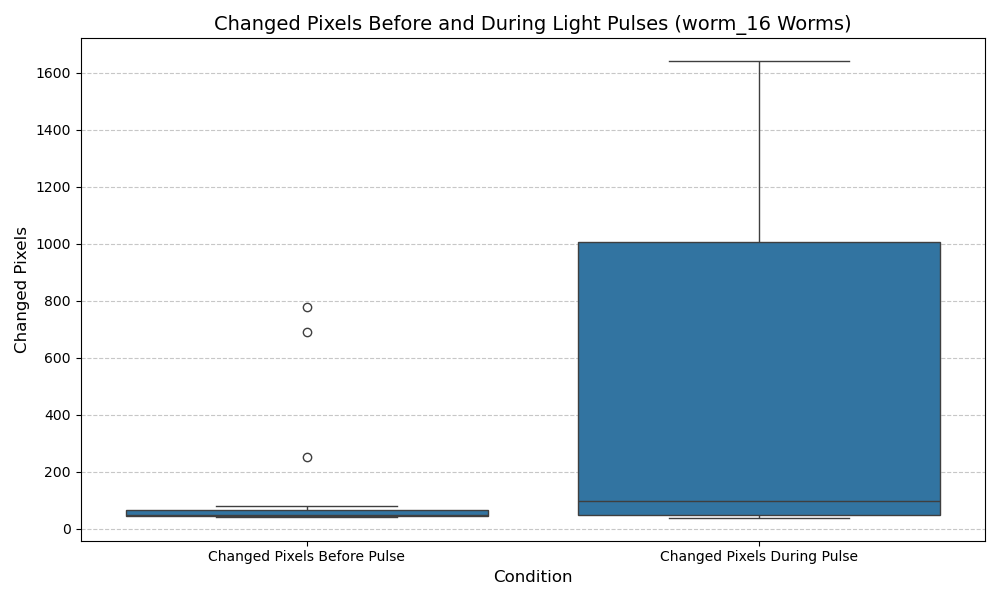 Changed Pixels Before and During Light Pulses (worm_16 Worms)
Changed Pixels
1600
1400
1200
1000
800
600
400
200
0
Changed Pixels Before Pulse
Changed Pixels During Pulse
Condition